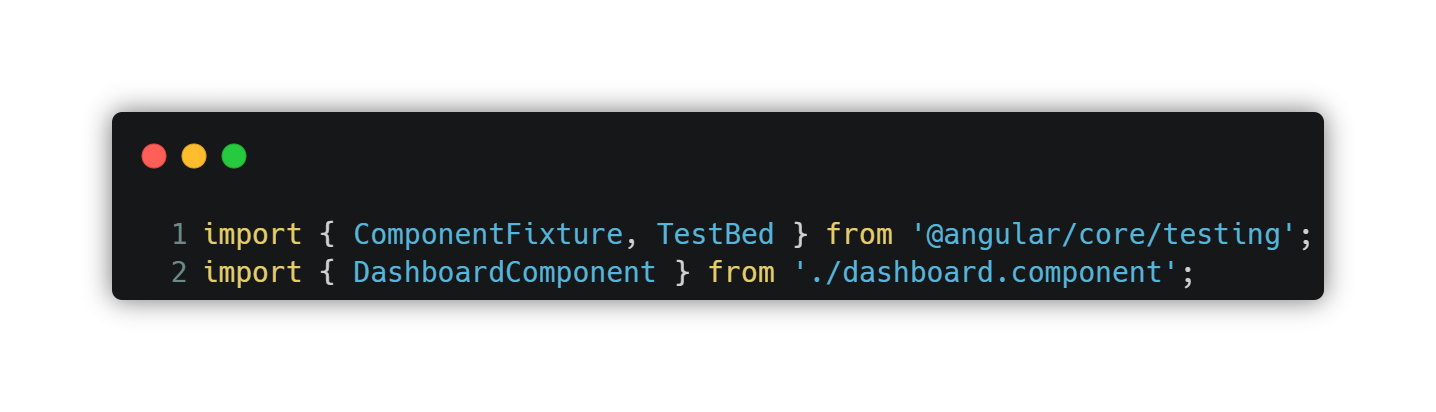 1 import { ComponentFixture, TestBed } from '@angular/core/testing';
2 import { DashboardComponent } from './dashboard.component';